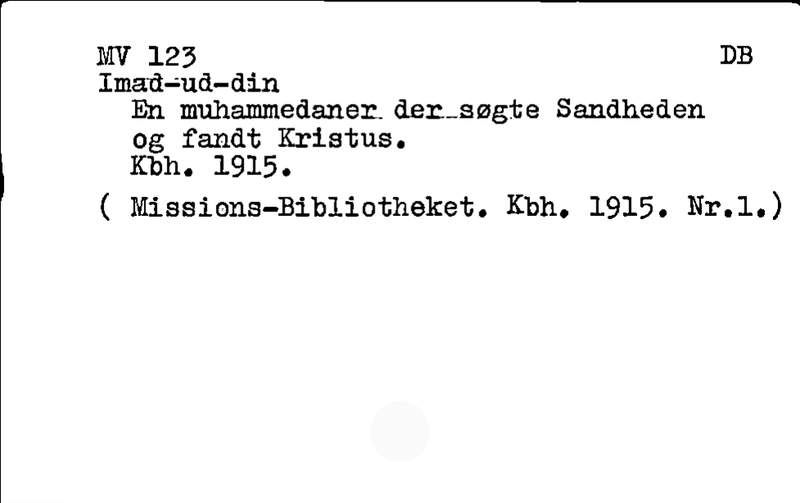 MV 123 DB
Imad-ud-din
En muhammedaner der søgte Sandheden
og fandt Kristus.
Kbh. 1915.
( Missions-Bibliotheket. Kbh. 1915. Nr.1.)